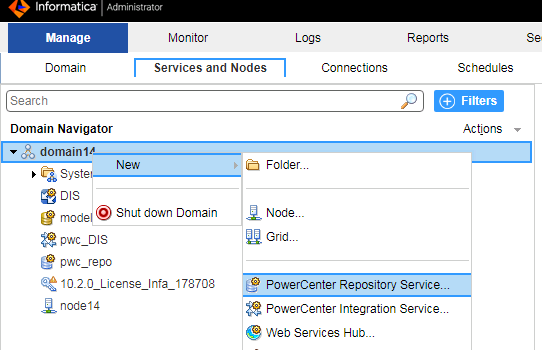 Informatica | Administrator
Manage Monitor Logs Reports Se
Domain Services and Nodes Connections Schedules
Search Filters
Domain Navigator Actions
domain14
New Folder...
Syste
DIS Shut down Domain Node...
model
pwc_DIS Grid...
pwc_repo
10.2.0_License_Infa_178708 PowerCenter Repository Service...
node14 PowerCenter Integration Service...
Web Services Hub...